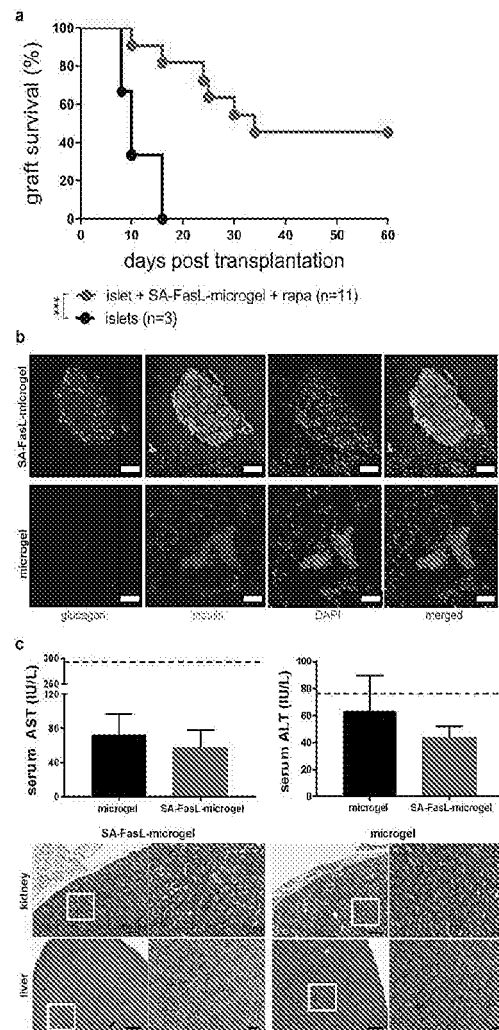 a
graft survival (%)
100
80
60
40
20
0
0 10 20 30 40 50 60
days post transplantation
*** islet + SA-FasL-microgel + rapa (n=11)
islets (n=3)
b
SA-FasL-microgel
microgel
glucagon insulin DAPI merged
c
serum AST (IU/L)
300
260
120
80
40
0
microgel SA-FasL-microgel
serum ALT (IU/L)
100
80
60
40
20
0
microgel SA-FasL-microgel
SA-FasL-microgel microgel
kidney
liver